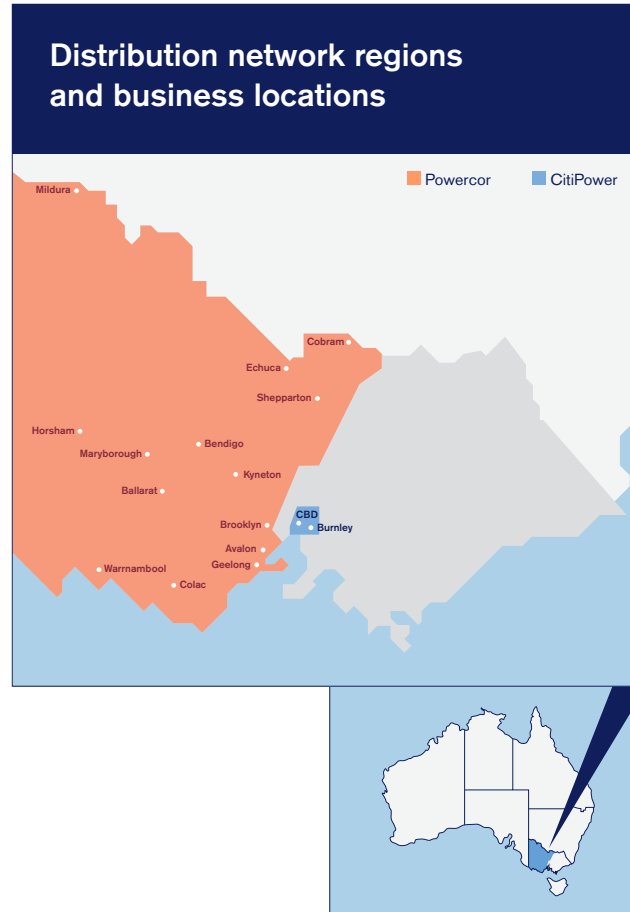 Distribution network regions
and business locations
Powercor
CitiPower
Mildura
Cobram
Echuca
Shepparton
Horsham
Bendigo
Maryborough
Kyneton
Ballarat
CBD
Brooklyn
Burnley
Avalon
Geelong
Warrnambool
Colac